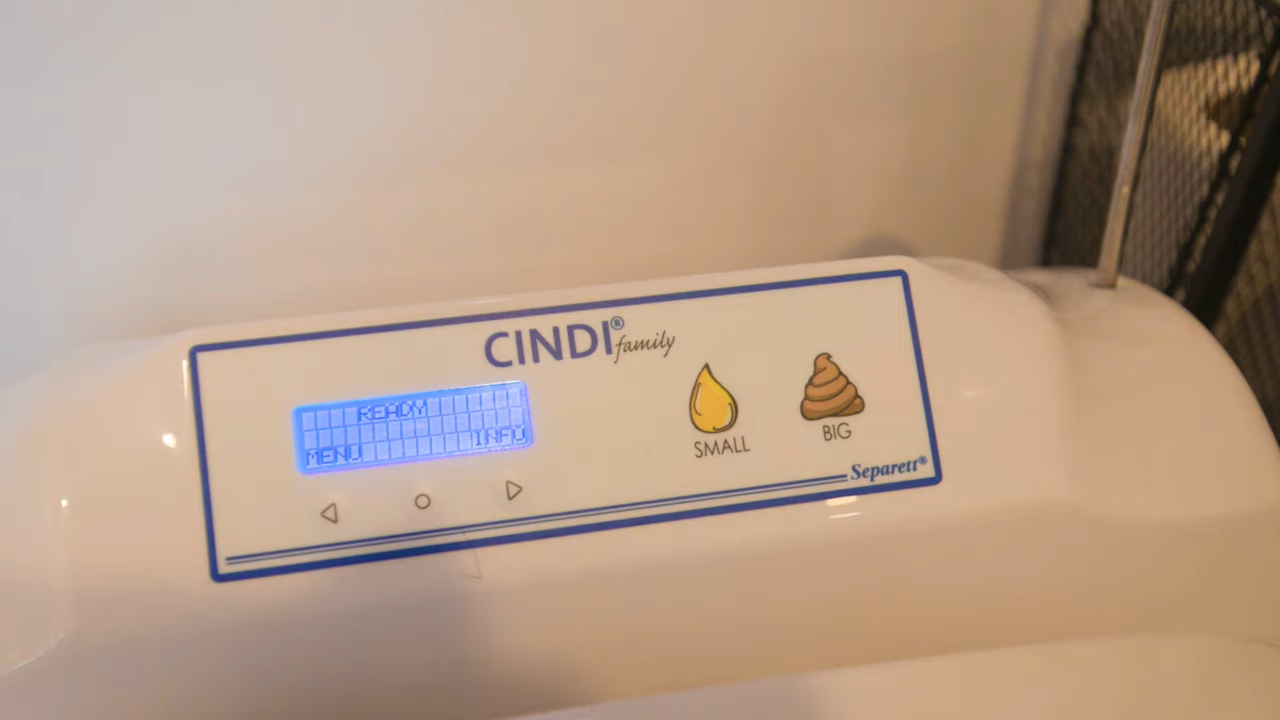 CINDI® family
READY
MENU INFO
SMALL
BIG
Separett®